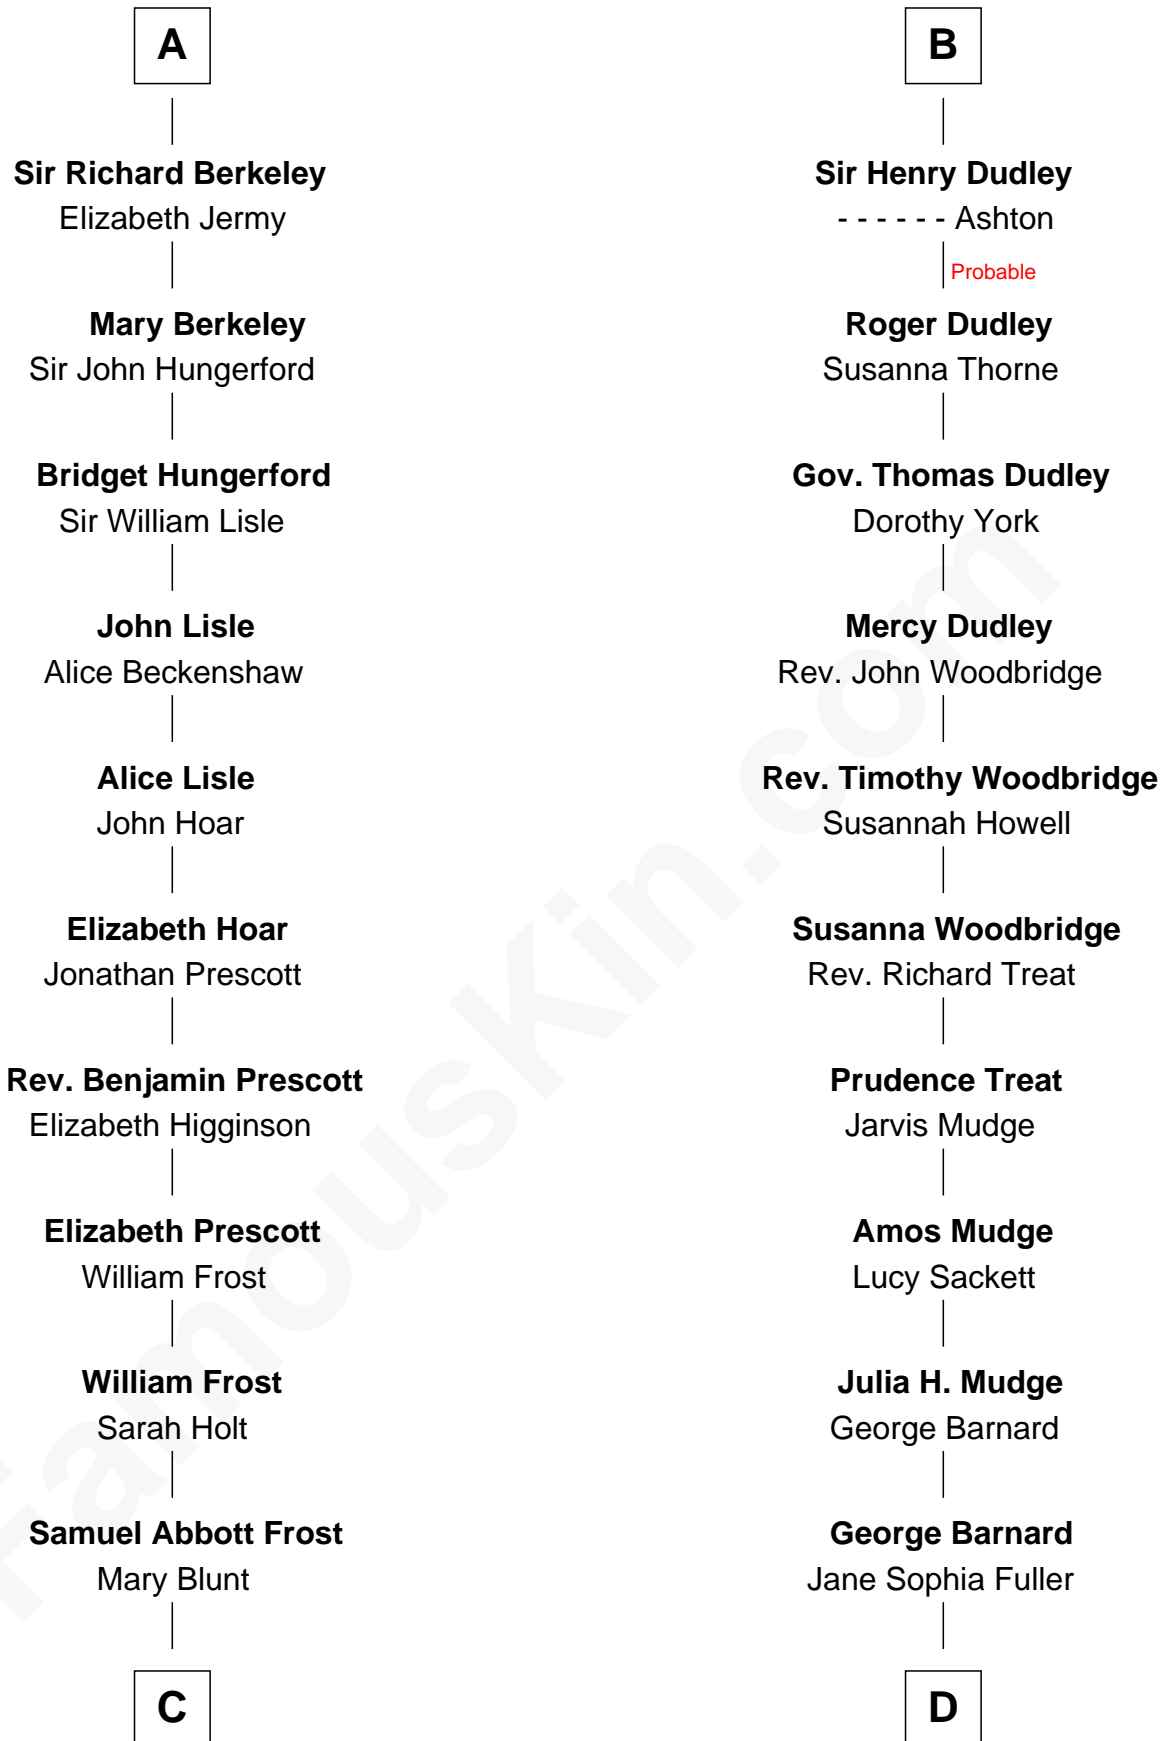 A
Sir Richard Berkeley
Elizabeth Jermy
Mary Berkeley
Sir John Hungerford
Bridget Hungerford
Sir William Lisle
John Lisle
Alice Beckenshaw
Alice Lisle
John Hoar
Elizabeth Hoar
Jonathan Prescott
Rev. Benjamin Prescott
Elizabeth Higginson
Elizabeth Prescott
William Frost
William Frost
Sarah Holt
Samuel Abbott Frost
Mary Blunt
C
B
Sir Henry Dudley
- - - - - - Ashton
Probable
Roger Dudley
Susanna Thorne
Gov. Thomas Dudley
Dorothy York
Mercy Dudley
Rev. John Woodbridge
Rev. Timothy Woodbridge
Susannah Howell
Susanna Woodbridge
Rev. Richard Treat
Prudence Treat
Jarvis Mudge
Amos Mudge
Lucy Sackett
Julia H. Mudge
George Barnard
George Barnard
Jane Sophia Fuller
D
FamousKin.com